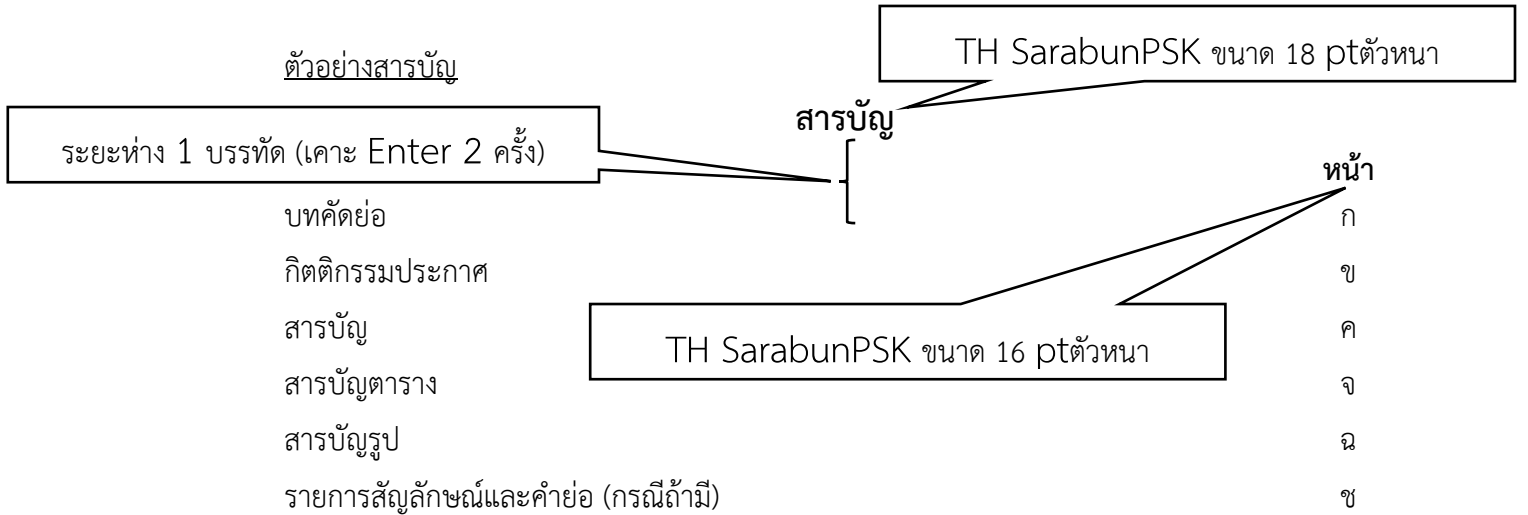 TH SarabunPSK ขนาด 18 ptตัวหนา
ตัวอย่างสารบัญ
สารบัญ
ระยะห่าง 1 บรรทัด (เคาะ Enter 2 ครั้ง)
หน้า
บทคัดย่อ ก
กิตติกรรมประกาศ ข
สารบัญ ค
TH SarabunPSK ขนาด 16 ptตัวหนา
สารบัญตาราง จ
สารบัญรูป ฉ
รายการสัญลักษณ์และคำย่อ (กรณีถ้ามี) ช